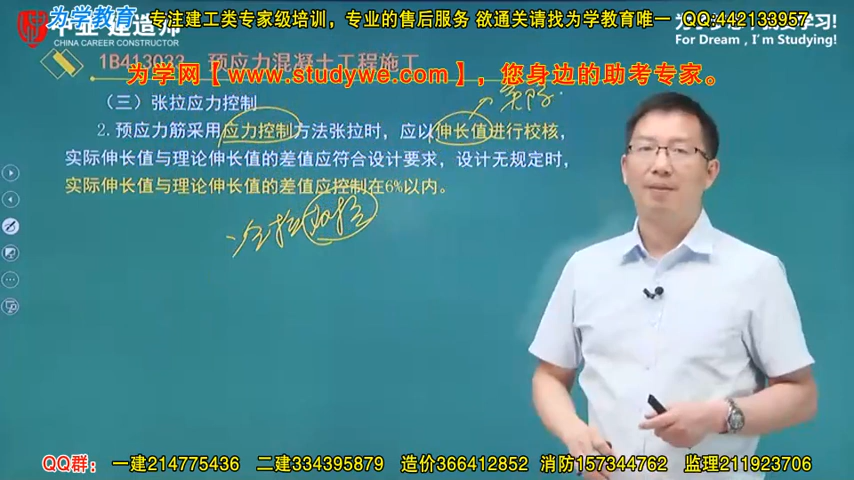 为学教育 专注建工类专家级培训，专业的售后服务 欲通关请找为学教育唯一 QQ:442133957
CHINA CAREER CONSTRUCTOR
For Dream , I'm Studying!
1B413033 预应力混凝土工程施工
为学网【 www.studywe.com 】，您身边的助考专家。
（三）张拉应力控制
2.预应力筋采用应力控制方法张拉时，应以伸长值进行校核，
实际伸长值与理论伸长值的差值应符合设计要求，设计无规定时，
实际伸长值与理论伸长值的差值应控制在6%以内。
QQ群： 一建214775436 二建334395879 造价366412852 消防157344762 监理211923706